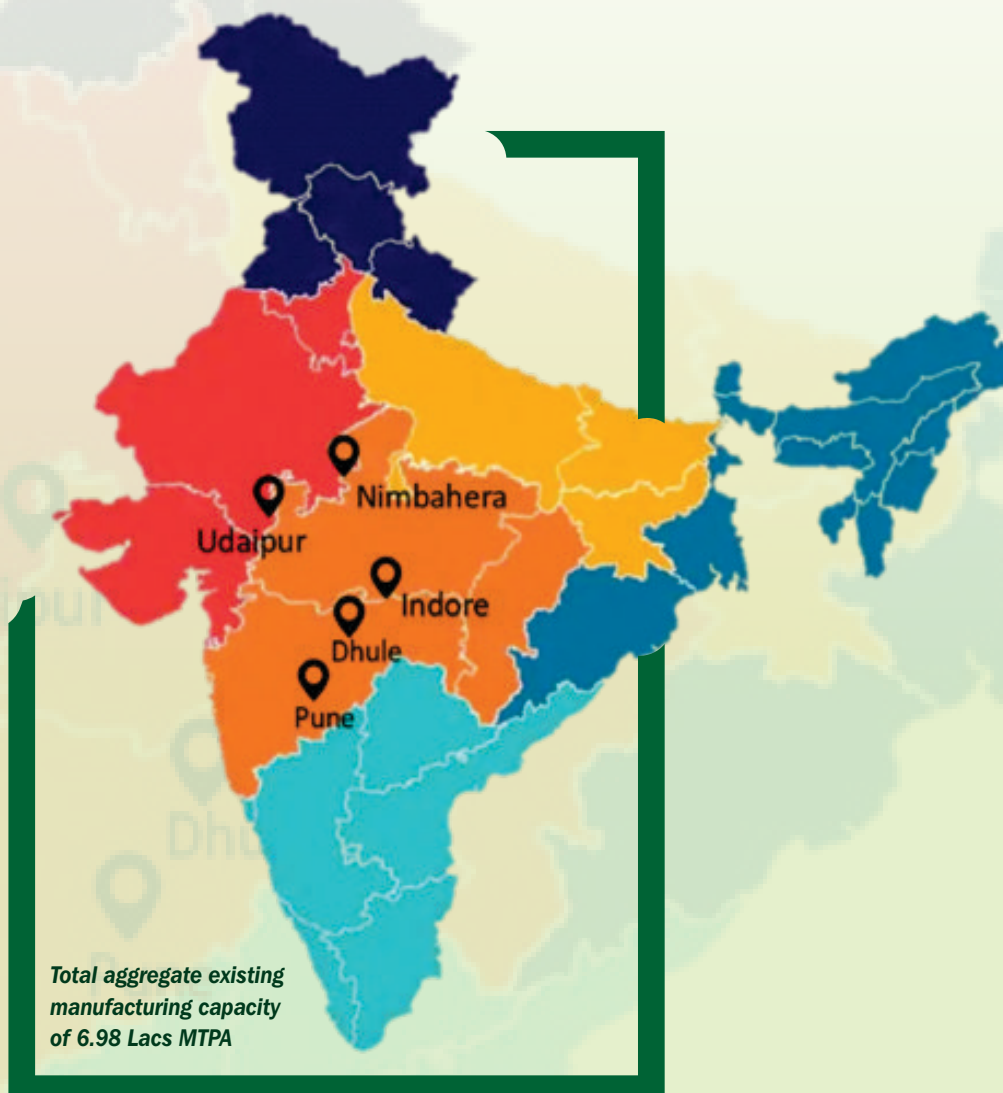 Nimbahera
Udaipur
Indore
Dhule
Pune
Total aggregate existing
manufacturing capacity
of 6.98 Lacs MTPA